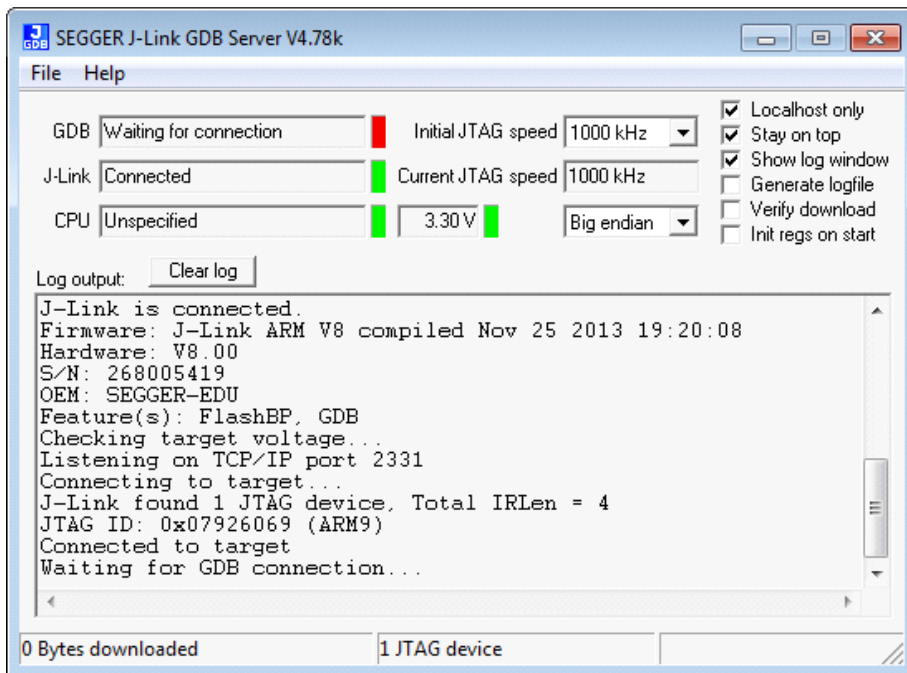 J GDB SEGGER J-Link GDB Server V4.78k
File Help
GDB Waiting for connection Initial JTAG speed 1000 kHz
J-Link Connected Current JTAG speed 1000 kHz
CPU Unspecified 3.30 V Big endian
Localhost only
Stay on top
Show log window
Generate logfile
Verify download
Init regs on start
Log output: Clear log
J-Link is connected.
Firmware: J-Link ARM V8 compiled Nov 25 2013 19:20:08
Hardware: V8.00
S/N: 268005419
OEM: SEGGER-EDU
Feature(s): FlashBP, GDB
Checking target voltage...
Listening on TCP/IP port 2331
Connecting to target...
J-Link found 1 JTAG device, Total IRLen = 4
JTAG ID: 0x07926069 (ARM9)
Connected to target
Waiting for GDB connection...
0 Bytes downloaded 1 JTAG device